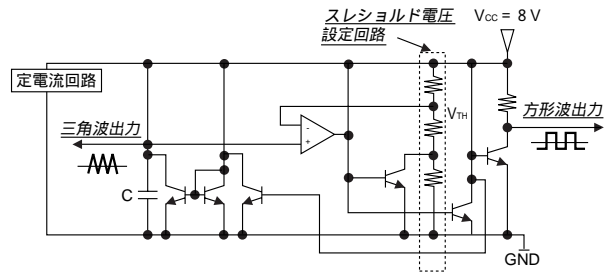 スレショルド電圧
設定回路
VCC = 8 V
定電流回路
三角波出力
VTH
方形波出力
-
+
C
GND